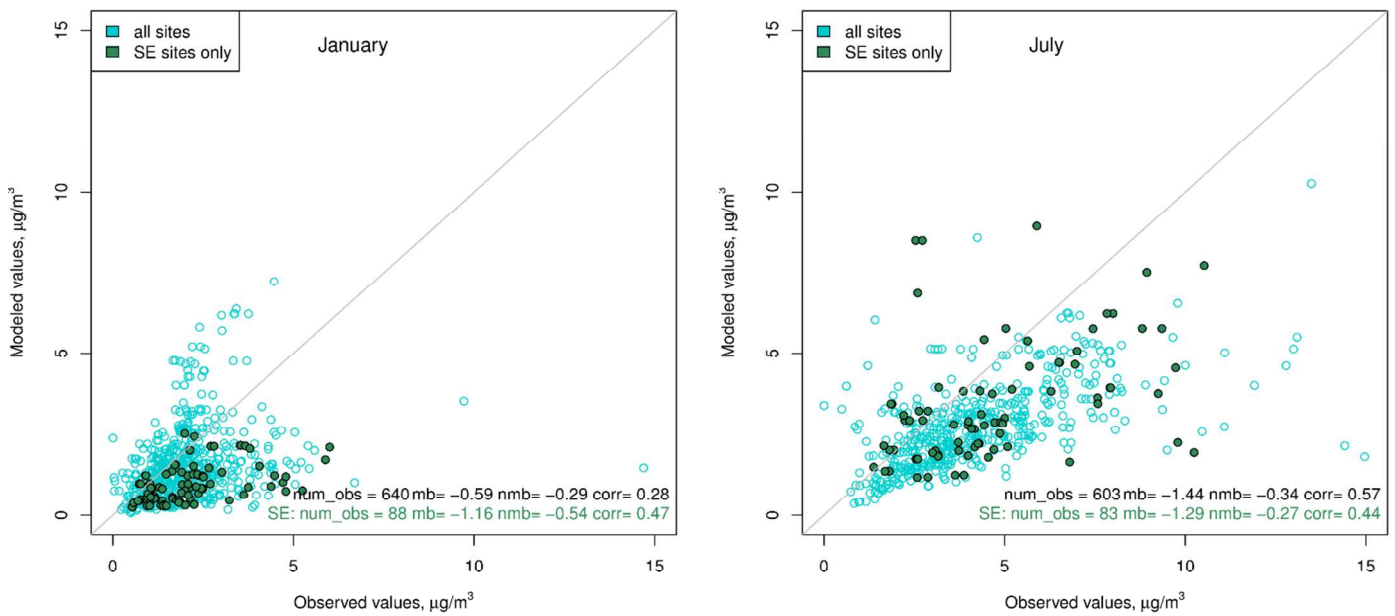 all sites
SE sites only
January
15
10
5
0
Modeled values, μg/m³
num_obs = 640 mb= −0.59 nmb= −0.29 corr= 0.28
SE: num_obs = 88 mb= −1.16 nmb= −0.54 corr= 0.47
0 5 10 15
Observed values, μg/m³
all sites
SE sites only
July
15
10
5
0
Modeled values, μg/m³
num_obs = 603 mb= −1.44 nmb= −0.34 corr= 0.57
SE: num_obs = 83 mb= −1.29 nmb= −0.27 corr= 0.44
0 5 10 15
Observed values, μg/m³